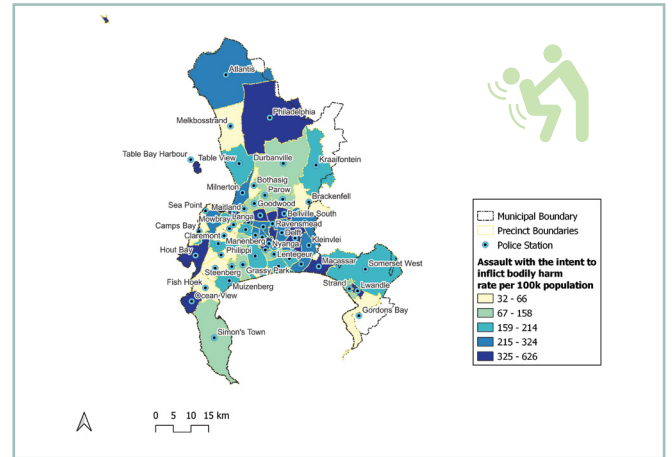 Atlantis
Philadelphia
Melkbosstrand
Table Bay Harbour
Table View
Durbanville
Kraaifontein
Bothasig
Milnerton
Parow
Brackenfell
Sea Point
Maitland
Goodwood
Bellville South
Mowbray
Langa
Ravensmead
Camps Bay
Delft
Claremont
Manenberg
Nyanga
Kleinvlei
Hout Bay
Philippi
Lentegeur
Macassar
Somerset West
Steenberg
Grassy Park
Fish Hoek
Muizenberg
Strand
Lwandle
Ocean View
Gordons Bay
Simon's Town
Municipal Boundary
Precinct Boundaries
Police Station
Assault with the intent to
inflict bodily harm
rate per 100k population
32 - 66
67 - 158
159 - 214
215 - 324
325 - 626
0 5 10 15 km